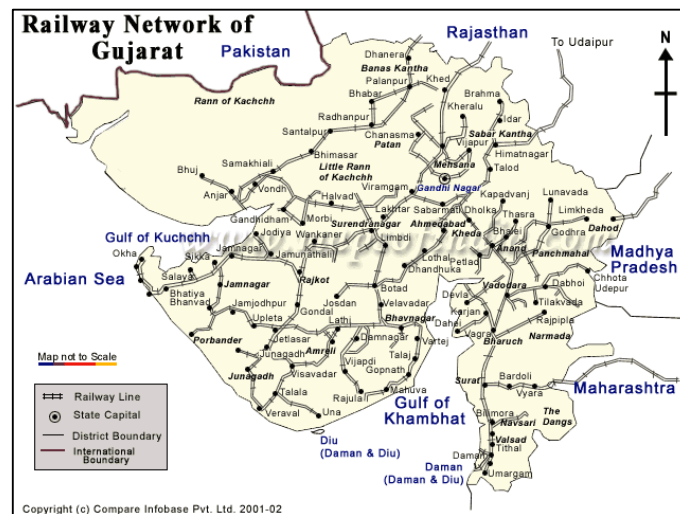 Railway Network of
Gujarat
Pakistan
Rajasthan
To Udaipur
N
Dhanera
Banas Kantha
Palanpur
Khed
Bhabar
Brahma
Rann of Kachchh
Kheralu
Radhanpur
Idar
Santalpur
Chanasma
Sabar Kantha
Patan
Vijapur
Himatnagar
Bhimasar
Mehsana
Samakhiali
Little Rann
of Kachchh
Talod
Bhuj
Gandhi Nagar
Vondh
Viramgam
Anjar
Halvad
Kapadvanj
Lunavada
Lakhtar
Sabarmati
Dholka
Gandhidham
Morbi
Thasra
Limkheda
Surendranagar
Ahmedabad
Dahod
Jodiya
Wankaner
Kheda
Bhalej
Godhra
Gulf of Kuchchh
Limbdi
Anand
Panchmahal
Madhya
Pradesh
Okha
Jamnagar
Jamunathali
Sikka
Lothal
Petlad
Arabian Sea
Salaya
Rajkot
Dhandhuka
Chhota
Udepur
Jamnagar
Botad
Vadodara
Dabhoi
Bhatiya
Devla
Bhanvad
Jamjodhpur
Josdan
Velavadar
Karjan
Tilakvada
Gondal
Upleta
Lathi
Bhavnagar
Dahej
Rajpipla
Porbander
Jetlasar
Damnagar
Vartej
Vagra
Narmada
Bharuch
Map not to Scale
Junagadh
Amreli
Vijapdi
Talaj
Junagadh
Visavadar
Gopnath
Surat
Bardoli
Maharashtra
Railway Line
Talala
Rajula
Mahuva
Vyara
State Capital
Veraval
Una
Gulf of
Khambhat
Bilimora
The
Dangs
District Boundary
Navsari
International
Boundary
Diu
(Daman & Diu)
Valsad
Tithal
Daman
Daman
(Daman & Diu)
Umargam
Copyright (c) Compare Infobase Pvt. Ltd. 2001-02